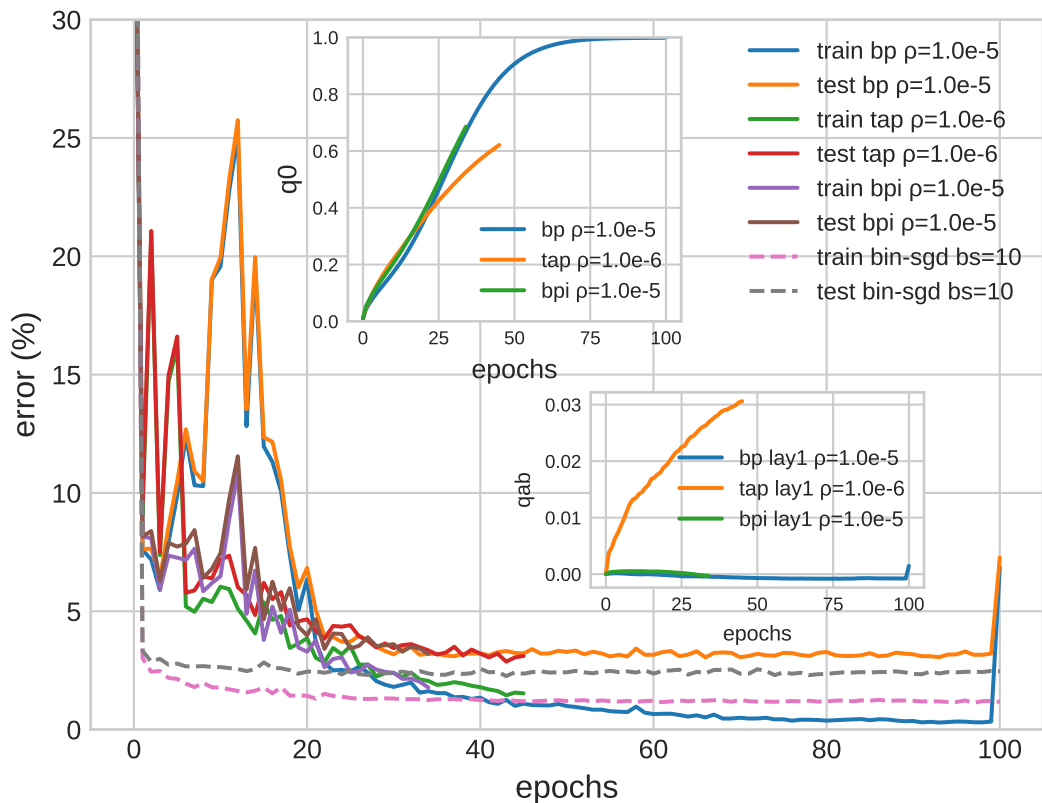 30
25
20
15
10
5
0
error (%)
0
20
40
60
80
100
epochs
train bp ρ=1.0e-5
test bp ρ=1.0e-5
train tap ρ=1.0e-6
test tap ρ=1.0e-6
train bpi ρ=1.0e-5
test bpi ρ=1.0e-5
train bin-sgd bs=10
test bin-sgd bs=10
1.0
0.8
0.6
0.4
0.2
0.0
q0
bp ρ=1.0e-5
tap ρ=1.0e-6
bpi ρ=1.0e-5
0
25
50
75
100
epochs
0.03
0.02
0.01
0.00
qab
bp lay1 ρ=1.0e-5
tap lay1 ρ=1.0e-6
bpi lay1 ρ=1.0e-5
0
25
50
75
100
epochs